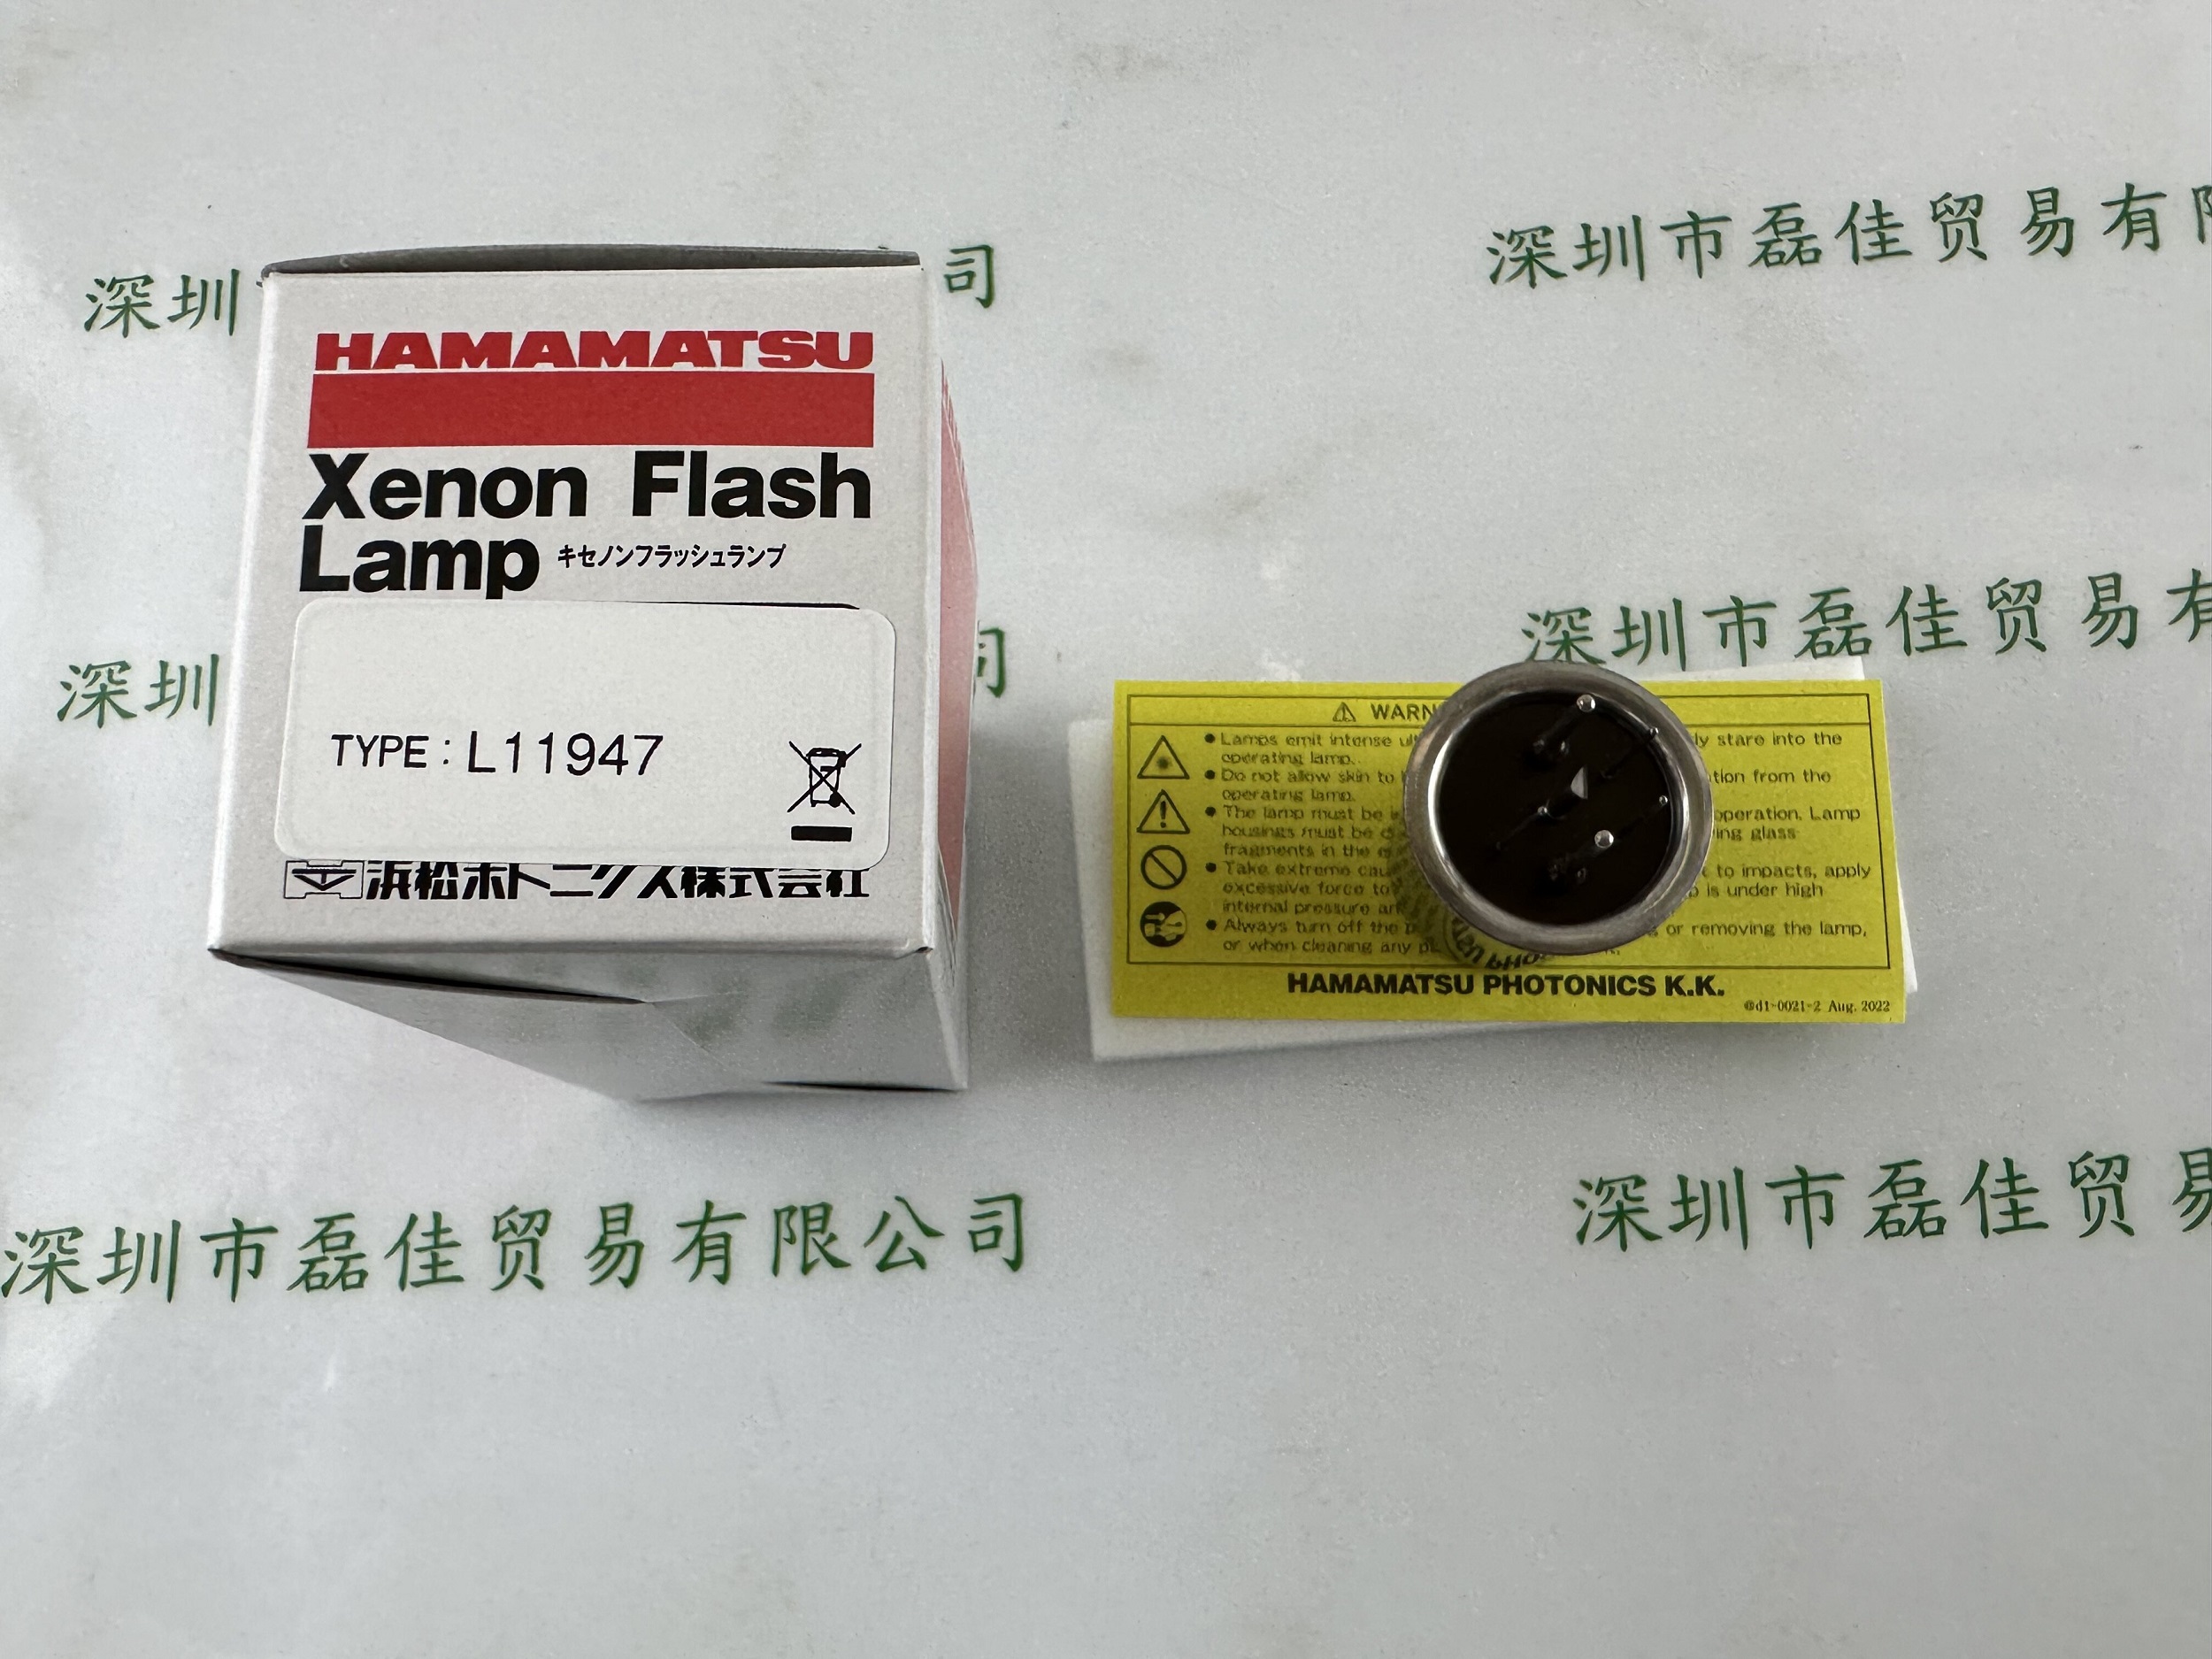 深圳
司
深圳市磊佳贸易有
HAMAMATSU
Xenon Flash
Lamp キセノンフラッシュランプ
TYPE: L11947
浜松ホトニクス株式会社
深圳
司
深圳市磊佳贸易有
WARN
Lamps emit intense ul ly stare into the
operating lamp.
Do not allow skin to tion from the
operating lamp.
The lamp must be i operation. Lamp
housings must be ing glass
fragments in the
Take extreme cau to impacts, apply
excessive force to is under high
internal pressure an
Always turn off the or removing the lamp,
or when cleaning any
HAMAMATSU PHOTONICS K.K.
@d1-0021-2 Aug. 2022
深圳市磊佳贸易有限公司
深圳市磊佳贸易